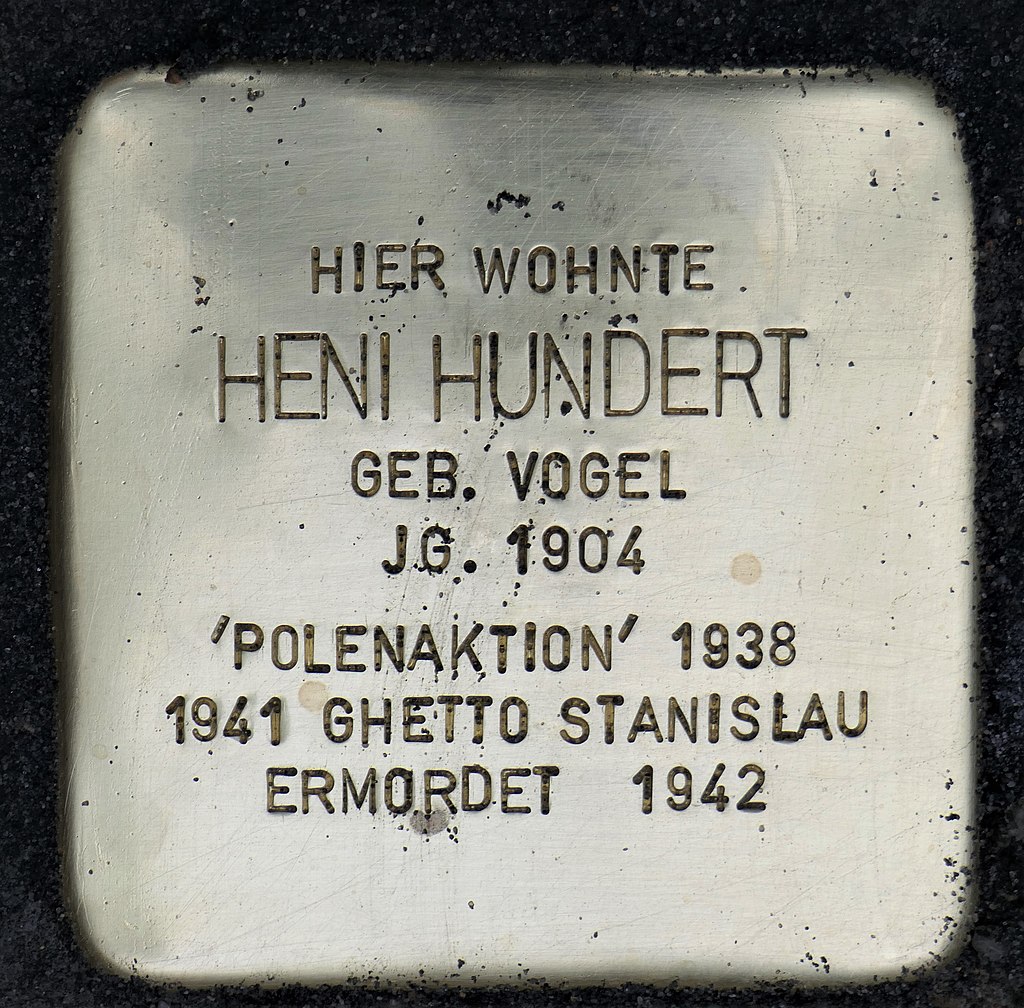 HIER WOHNTE
HENI HUNDERT
GEB. VOGEL
JG. 1904
'POLENAKTION' 1938
1941 GHETTO STANISŁAU
ERMORDET 1942